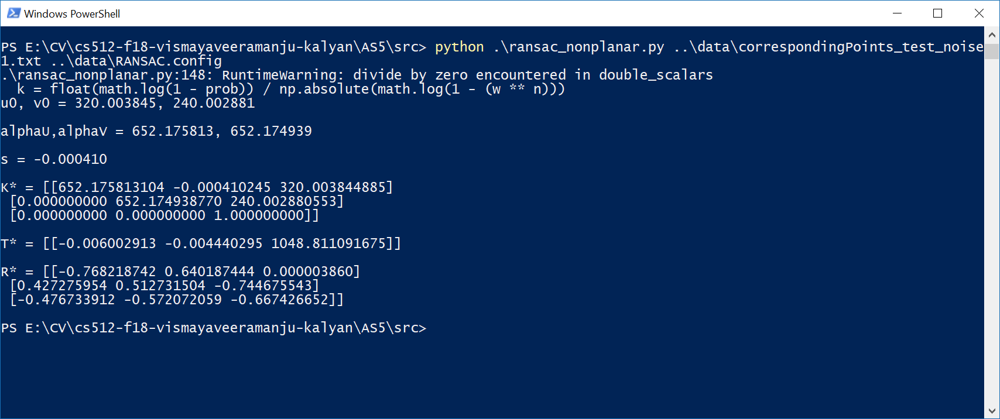 Windows PowerShell
PS E:\CV\cs512-f18-vismayaveeramanju-kalyan\AS5\src> python .\ransac_nonplanar.py ..\data\correspondingPoints_test_noise
1.txt ..\data\RANSAC.config
.\ransac_nonplanar.py:148: RuntimeWarning: divide by zero encountered in double_scalars
  k = float(math.log(1 - prob)) / np.absolute(math.log(1 - (w ** n)))
u0, v0 = 320.003845, 240.002881
alphaU,alphaV = 652.175813, 652.174939
s = -0.000410
K* = [[652.175813104 -0.000410245 320.003844885]
 [0.000000000 652.174938770 240.002880553]
 [0.000000000 0.000000000 1.000000000]]
T* = [[-0.006002913 -0.004440295 1048.811091675]]
R* = [[-0.768218742 0.640187444 0.000003860]
 [0.427275954 0.512731504 -0.744675543]
 [-0.476733912 -0.572072059 -0.667426652]]
PS E:\CV\cs512-f18-vismayaveeramanju-kalyan\AS5\src>